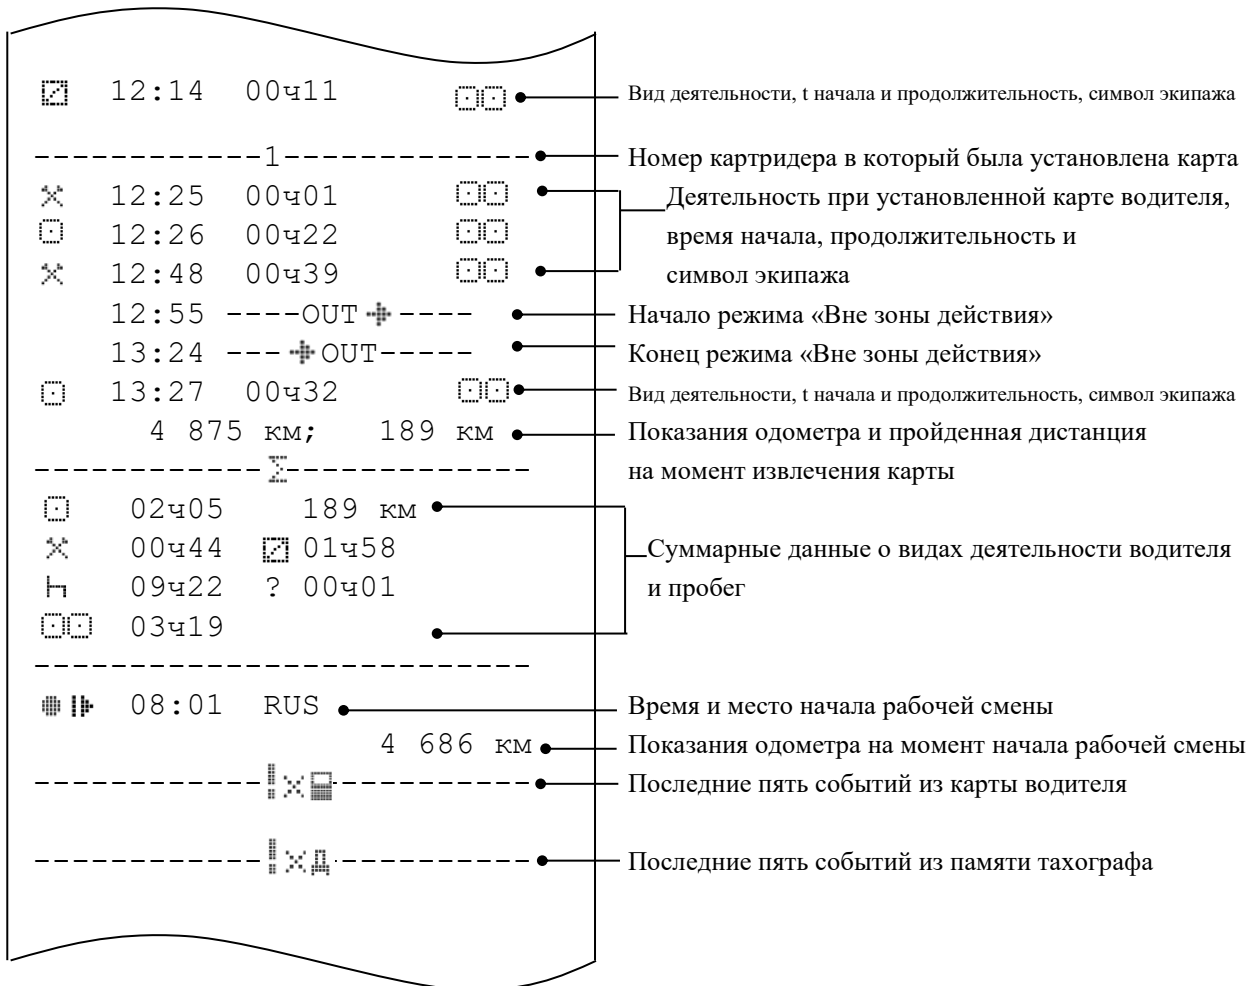 12:14 00ч11 Вид деятельности, t начала и продолжительность, символ экипажа
-------------1------------- Номер картридера в который была установлена карта
12:25 00ч01 Деятельность при установленной карте водителя,
12:26 00ч22 время начала, продолжительность и
12:48 00ч39 символ экипажа
12:55 ----OUT ---- Начало режима «Вне зоны действия»
13:24 --- OUT----- Конец режима «Вне зоны действия»
13:27 00ч32 Вид деятельности, t начала и продолжительность, символ экипажа
4 875 км; 189 км Показания одометра и пройденная дистанция
------------Σ------------- на момент извлечения карты
02ч05 189 км
00ч44 01ч58 Суммарные данные о видах деятельности водителя
09ч22 ? 00ч01 и пробег
03ч19
--------------------------
08:01 RUS Время и место начала рабочей смены
4 686 км Показания одометра на момент начала рабочей смены
------------!× ----------- Последние пять событий из карты водителя
------------!×Д----------- Последние пять событий из памяти тахографа